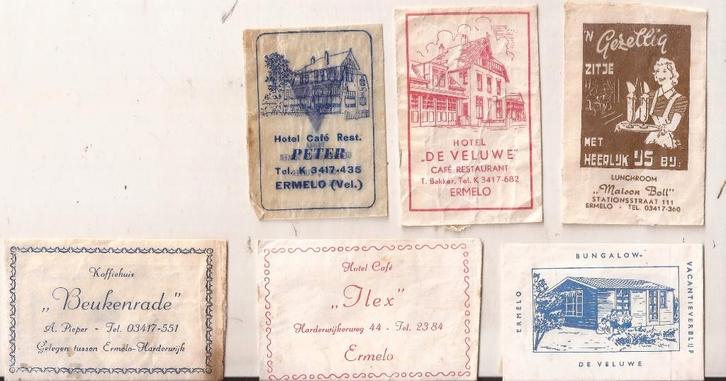 Hotel Café Rest.
PETER
Tel. K 3417-435
ERMELO (Vel.)
HOTEL
„DE VELUWE”
CAFÉ RESTAURANT
T. Bakker, Tel. K 3417-682
ERMELO
'N Gezellig
ZITJE
MET
HEERLIJK IJS BIJ:
LUNCHROOM
„Maison Boll”
STATIONSSTRAAT 111
ERMELO - TEL. 03417-360
Koffiehuis
„Beukenrade”
A. Pieper - Tel. 03417-551
Gelegen tussen Ermelo-Harderwijk
Hotel Café
„Ilex”
Harderwijkerweg 44 - Tel. 2384
Ermelo
BUNGALOW-
VACANTIEVERBLIJF
ERMELO
DE VELUWE